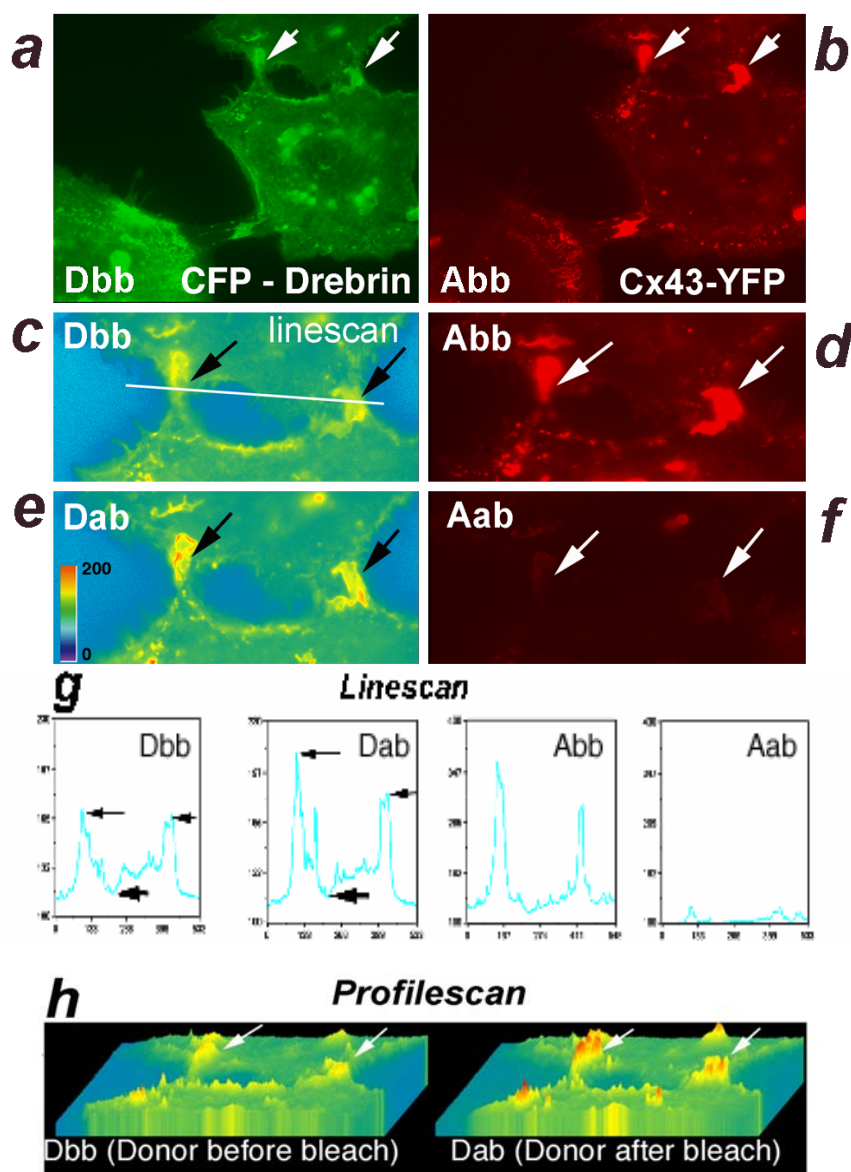 a
b
Dbb CFP - Drebrin
Abb Cx43-YFP
c
Dbb linescan
Abb
d
e
Dab
200
0
Aab
f
g
Linescan
Dbb
Dab
Abb
Aab
h
Profilescan
Dbb (Donor before bleach)
Dab (Donor after bleach)